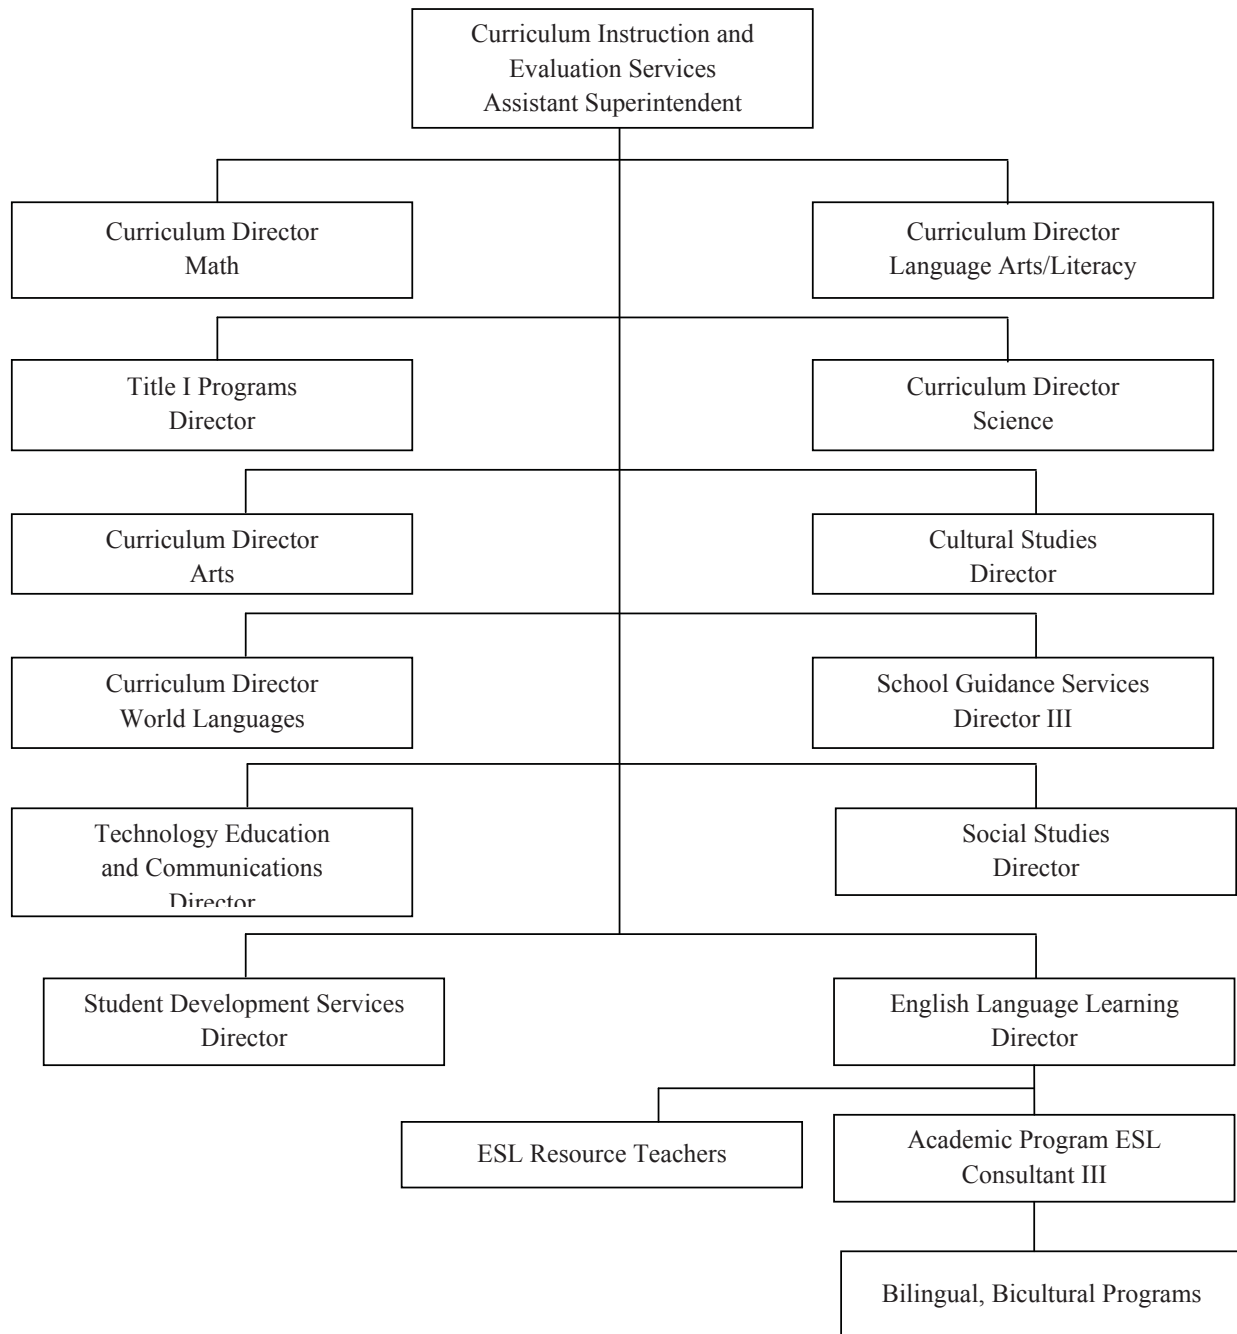 Curriculum Instruction and
Evaluation Services
Assistant Superintendent
Curriculum Director
Math
Curriculum Director
Language Arts/Literacy
Title I Programs
Director
Curriculum Director
Science
Curriculum Director
Arts
Cultural Studies
Director
Curriculum Director
World Languages
School Guidance Services
Director III
Technology Education
and Communications
Director
Social Studies
Director
Student Development Services
Director
English Language Learning
Director
ESL Resource Teachers
Academic Program ESL
Consultant III
Bilingual, Bicultural Programs